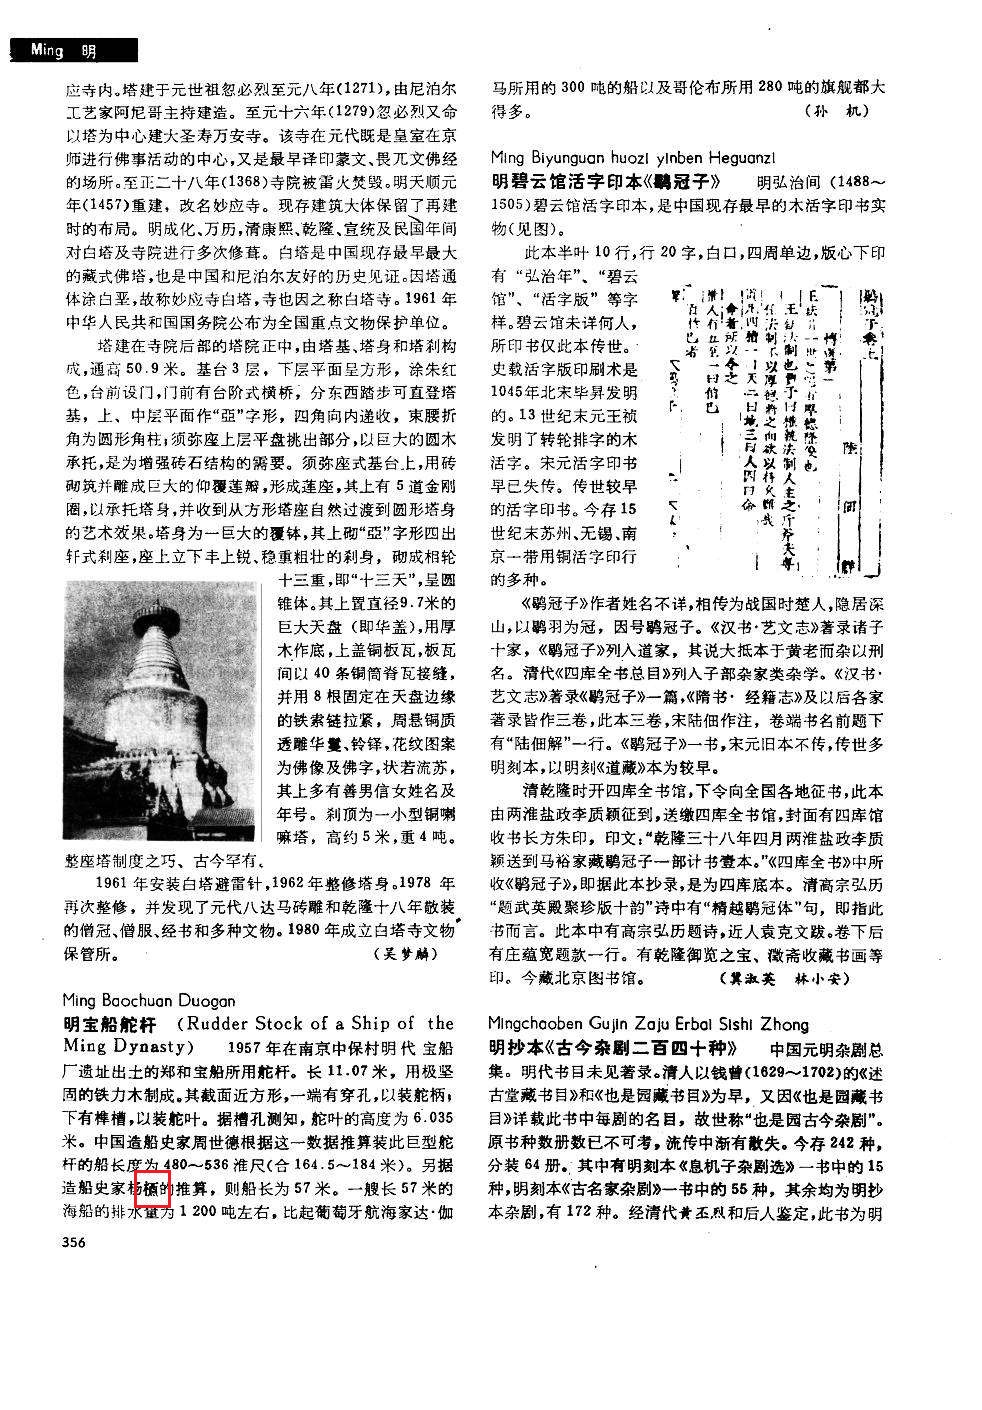 Ming 明
应寺内。塔建于元世祖忽必烈至元八年(1271),由尼泊尔
工艺家阿尼哥主持建造。至元十六年(1279)忽必烈又命
以塔为中心建大圣寿万安寺。该寺在元代既是皇室在京
师进行佛事活动的中心,又是最早译印蒙文、畏兀文佛经
的场所。至正二十八年(1368)寺院被雷火焚毁。明天顺元
年(1457)重建,改名妙应寺。现存建筑大体保留了再建
时的布局。明成化、万历,清康熙、乾隆、宣统及民国年间
对白塔及寺院进行多次修葺。白塔是中国现存最早最大
的藏式佛塔,也是中国和尼泊尔友好的历史见证。因塔通
体涂白垩,故称妙应寺白塔,寺也因之称白塔寺。1961年
中华人民共和国国务院公布为全国重点文物保护单位。
塔建在寺院后部的塔院正中,由塔基、塔身和塔刹构
成,通高50.9米。基台3层,下层平面呈方形,涂朱红
色,台前设门,门前有台阶式横桥,分东西踏步可直登塔
基,上、中层平面作“亞”字形,四角向内递收,束腰折
角为圆形角柱;须弥座上层平盘挑出部分,以巨大的圆木
承托,是为增强砖石结构的需要。须弥座式基台上,用砖
砌筑并雕成巨大的仰覆莲瓣,形成莲座,其上有5道金刚
圈,以承托塔身,并收到从方形塔座自然过渡到圆形塔身
的艺术效果。塔身为一巨大的覆钵,其上砌“亞”字形四出
轩式刹座,座上立下丰上锐、稳重粗壮的刹身,砌成相轮
十三重,即“十三天”,呈圆
锥体。其上置直径9.7米的
巨大天盘(即华盖),用厚
木作底,上盖铜板瓦,板瓦
间以40条铜筒脊瓦接缝,
并用8根固定在天盘边缘
的铁索链拉紧,周悬铜质
透雕华鬘、铃铎,花纹图案
为佛像及佛字,状若流苏,
其上多有善男信女姓名及
年号。刹顶为一小型铜喇
嘛塔,高约5米,重4吨。
整座塔制度之巧、古今罕有。
1961年安装白塔避雷针,1962年整修塔身。1978年
再次整修,并发现了元代八达马砖雕和乾隆十八年敬装
的僧冠、僧服、经书和多种文物。1980年成立白塔寺文物
保管所。 (吴梦麟)
Ming Baochuan Duogan
明宝船舵杆 (Rudder Stock of a Ship of the
Ming Dynasty) 1957年在南京中保村明代宝船
厂遗址出土的郑和宝船所用舵杆。长11.07米,用极坚
固的铁力木制成。其截面近方形,一端有穿孔,以装舵柄;
下有榫槽,以装舵叶。据槽孔测知,舵叶的高度为6.035
米。中国造船史家周世德根据这一数据推算装此巨型舵
杆的船长度为480～536淮尺(合164.5～184米)。另据
造船史家杨槱的推算,则船长为57米。一艘长57米的
海船的排水量为1 200吨左右,比起葡萄牙航海家达·伽
356
马所用的300吨的船以及哥伦布所用280吨的旗舰都大
得多。 (孙机)
Ming Biyunguan huozi yinben Heguanzi
明碧云馆活字印本《鹖冠子》 明弘治间(1488～
1505)碧云馆活字印本,是中国现存最早的木活字印书实
物(见图)。
此本半叶10行,行20字,白口,四周单边,版心下印
有“弘治年”、“碧云
馆”、“活字版”等字
样。碧云馆未详何人,
所印书仅此本传世。
史载活字版印刷术是
1045年北宋毕昇发明
的。13世纪末元王祯
发明了转轮排字的木
活字。宋元活字印书
早已失传。传世较早
的活字印书。今存15
世纪末苏州、无锡、南
京一带用铜活字印行
的多种。
《鹖冠子》作者姓名不详,相传为战国时楚人,隐居深
山,以鹖羽为冠,因号鹖冠子。《汉书·艺文志》著录诸子
十家,《鹖冠子》列入道家,其说大抵本于黄老而杂以刑
名。清代《四库全书总目》列入子部杂家类杂学。《汉书·
艺文志》著录《鹖冠子》一篇,《隋书·经籍志》及以后各家
著录皆作三卷,此本三卷,宋陆佃作注,卷端书名前题下
有“陆佃解”一行。《鹖冠子》一书,宋元旧本不传,传世多
明刻本,以明刻《道藏》本为较早。
清乾隆时开四库全书馆,下令向全国各地征书,此本
由两淮盐政李质颖征到,送缴四库全书馆,封面有四库馆
收书长方朱印,印文:“乾隆三十八年四月两淮盐政李质
颖送到马裕家藏鹖冠子一部计书壹本。”《四库全书》中所
收《鹖冠子》,即据此本抄录,是为四库底本。清高宗弘历
“题武英殿聚珍版十韵”诗中有“精越鹖冠体”句,即指此
书而言。此本中有高宗弘历题诗,近人袁克文跋。卷下后
有庄蕴宽题款一行。有乾隆御览之宝、澂斋收藏书画等
印。今藏北京图书馆。 (冀淑英 林小安)
Mingchaoben Gujin Zaju Erbai Sishi Zhong
明抄本《古今杂剧二百四十种》 中国元明杂剧总
集。明代书目未见著录。清人以钱曾(1629～1702)的《述
古堂藏书目》和《也是园藏书目》为早,又因《也是园藏书
目》详载此书中每剧的名目,故世称“也是园古今杂剧”。
原书种数册数已不可考,流传中渐有散失。今存242种,
分装64册。其中有明刻本《息机子杂剧选》一书中的15
种,明刻本《古名家杂剧》一书中的55种,其余均为明抄
本杂剧,有172种。经清代黄丕烈和后人鉴定,此书为明